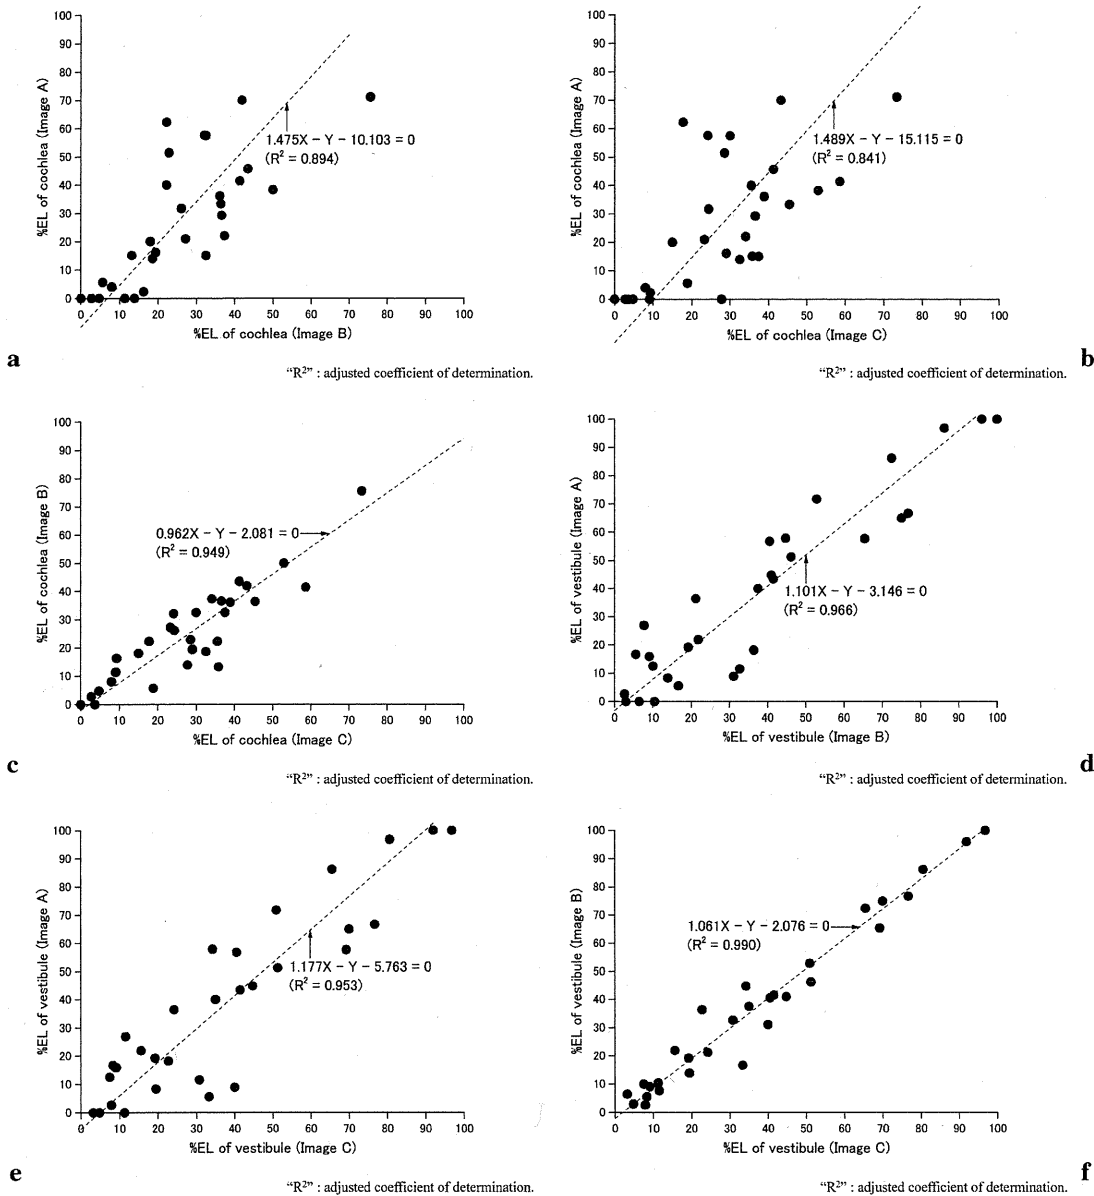 100
90
80
70
60
50
40
30
20
10
0
%EL of cochlea (Image A)
1.475X − Y − 10.103 = 0
(R² = 0.894)
0 10 20 30 40 50 60 70 80 90 100
%EL of cochlea (Image B)
a
“R²” : adjusted coefficient of determination.
100
90
80
70
60
50
40
30
20
10
0
%EL of cochlea (Image A)
1.489X − Y − 15.115 = 0
(R² = 0.841)
0 10 20 30 40 50 60 70 80 90 100
%EL of cochlea (Image C)
b
“R²” : adjusted coefficient of determination.
100
90
80
70
60
50
40
30
20
10
0
%EL of cochlea (Image B)
0.962X − Y − 2.081 = 0
(R² = 0.949)
0 10 20 30 40 50 60 70 80 90 100
%EL of cochlea (Image C)
c
“R²” : adjusted coefficient of determination.
100
90
80
70
60
50
40
30
20
10
0
%EL of vestibule (Image A)
1.101X − Y − 3.146 = 0
(R² = 0.966)
0 10 20 30 40 50 60 70 80 90 100
%EL of vestibule (Image B)
d
“R²” : adjusted coefficient of determination.
100
90
80
70
60
50
40
30
20
10
0
%EL of vestibule (Image A)
1.177X − Y − 5.763 = 0
(R² = 0.953)
0 10 20 30 40 50 60 70 80 90 100
%EL of vestibule (Image C)
e
“R²” : adjusted coefficient of determination.
100
90
80
70
60
50
40
30
20
10
0
%EL of vestibule (Image B)
1.061X − Y − 2.076 = 0
(R² = 0.990)
0 10 20 30 40 50 60 70 80 90 100
%EL of vestibule (Image C)
f
“R²” : adjusted coefficient of determination.